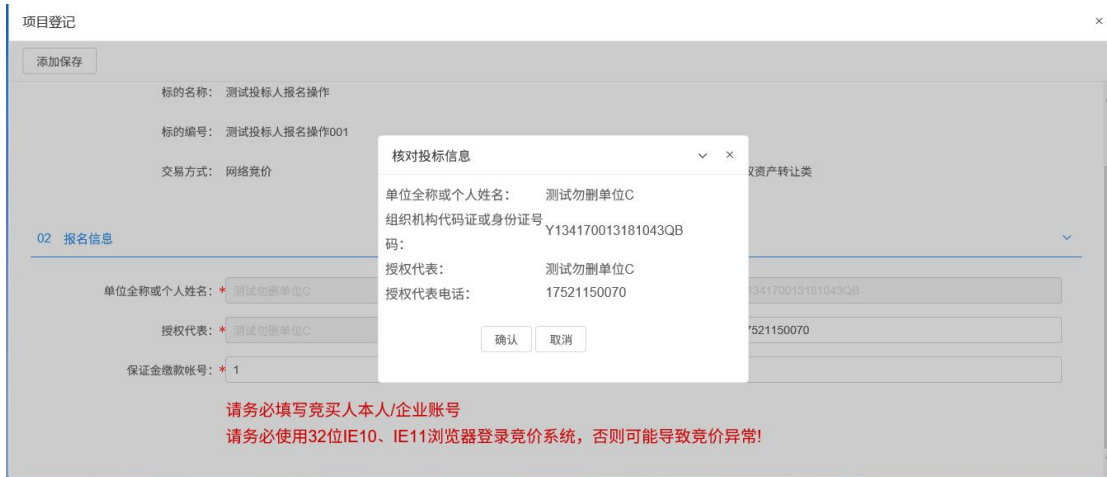 项目登记
×
添加保存
标的名称： 测试投标人报名操作
标的编号： 测试投标人报名操作001
交易方式： 网络竞价
资产转让类
02 报名信息
单位全称或个人姓名：* 测试勿删单位C
134170013181043QB
授权代表：* 测试勿删单位C
7521150070
保证金缴款帐号：* 1
请务必填写竞买人本人/企业账号
请务必使用32位IE10、IE11浏览器登录竞价系统，否则可能导致竞价异常!
核对投标信息
×
单位全称或个人姓名： 测试勿删单位C
组织机构代码证或身份证号
码： Y134170013181043QB
授权代表： 测试勿删单位C
授权代表电话： 17521150070
确认 取消